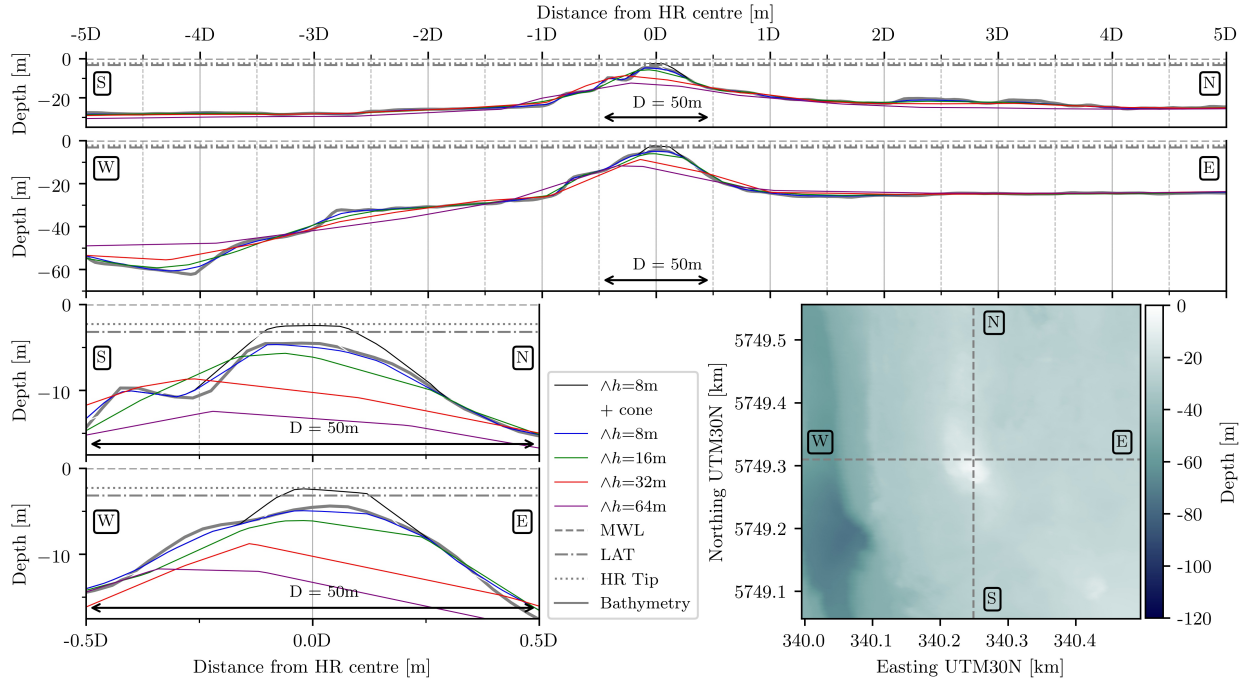 Distance from HR centre [m]
-5D -4D -3D -2D -1D 0D 1D 2D 3D 4D 5D
Depth [m]
0
−20
S
N
D = 50m
Depth [m]
0
−20
−40
−60
W
E
D = 50m
Depth [m]
0
−10
S
N
D = 50m
Depth [m]
0
−10
W
E
D = 50m
-0.5D 0.0D 0.5D
Distance from HR centre [m]
∧h=8m
+ cone
∧h=8m
∧h=16m
∧h=32m
∧h=64m
MWL
LAT
HR Tip
Bathymetry
Northing UTM30N [km]
5749.5
5749.4
5749.3
5749.2
5749.1
N
W
E
S
340.0 340.1 340.2 340.3 340.4
Easting UTM30N [km]
0
-20
-40
-60
-80
-100
-120
Depth [m]